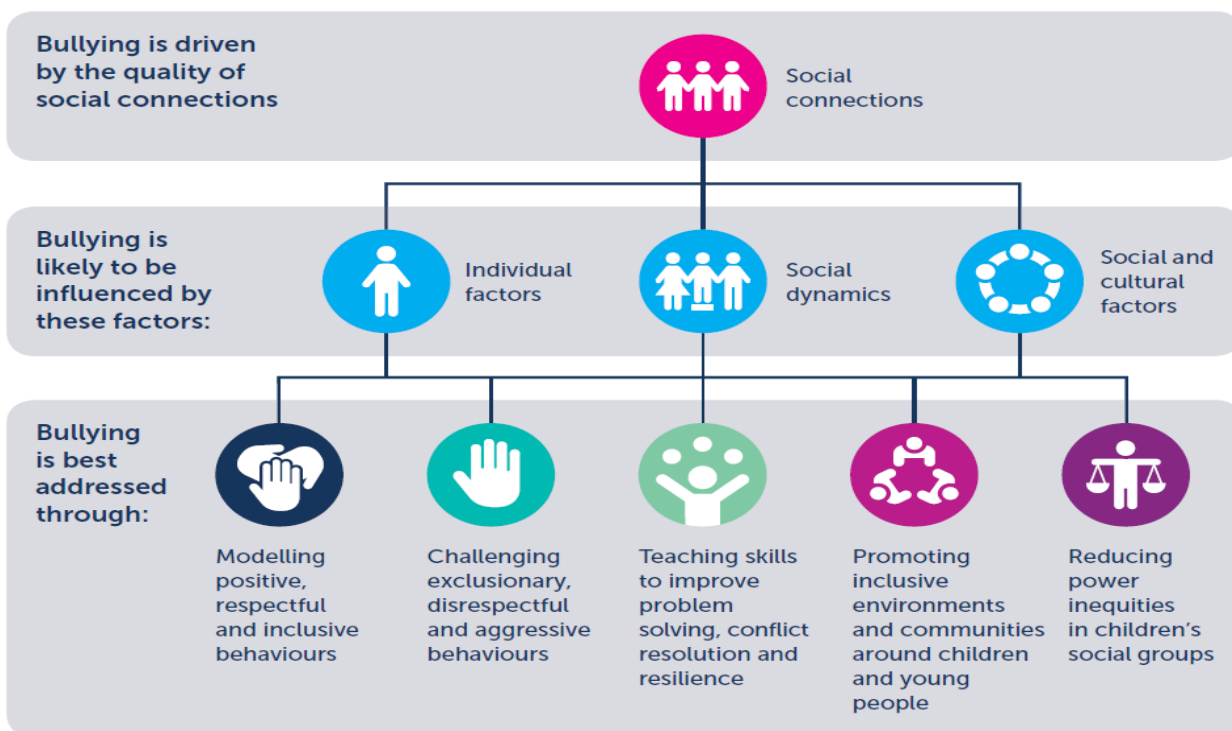 Bullying is driven
by the quality of
social connections
Social
connections
Bullying is
likely to be
influenced by
these factors:
Individual
factors
Social
dynamics
Social and
cultural
factors
Bullying
is best
addressed
through:
Modelling
positive,
respectful
and inclusive
behaviours
Challenging
exclusionary,
disrespectful
and aggressive
behaviours
Teaching skills
to improve
problem
solving, conflict
resolution and
resilience
Promoting
inclusive
environments
and communities
around children
and young
people
Reducing
power
inequities
in children’s
social groups